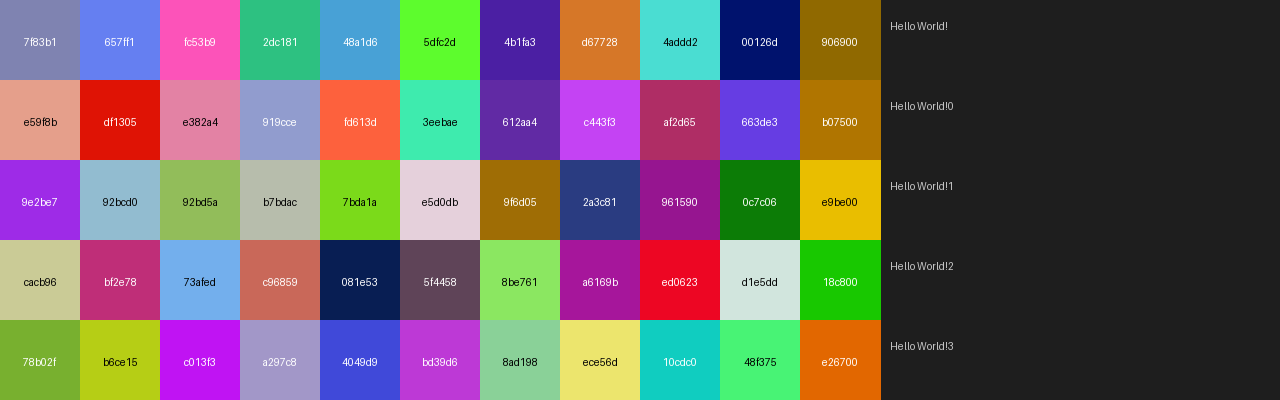 7f83b1 657ff1 fc53b9 2dc181 48a1d6 5dfc2d 4b1fa3 d67728 4addd2 00126d 906900 Hello World!
e59f8b df1305 e382a4 919cce fd613d 3eebae 612aa4 c443f3 af2d65 663de3 b07500 Hello World!0
9e2be7 92bcd0 92bd5a b7bdac 7bda1a e5d0db 9f6d05 2a3c81 961590 0c7c06 e9be00 Hello World!1
cacb96 bf2e78 73afed c96859 081e53 5f4458 8be761 a6169b ed0623 d1e5dd 18c800 Hello World!2
78b02f b6ce15 c013f3 a297c8 4049d9 bd39d6 8ad198 ece56d 10cdc0 48f375 e26700 Hello World!3